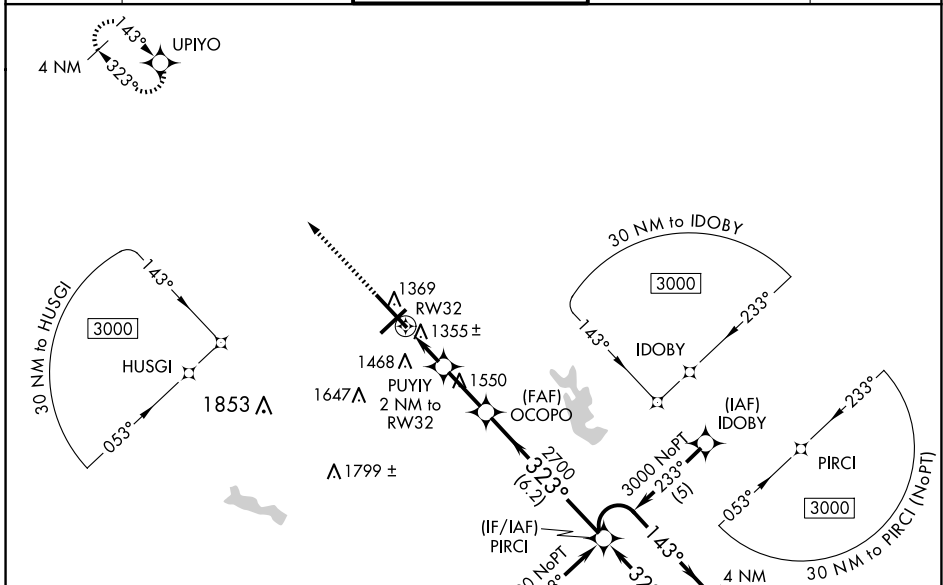 143°
UPIYO
4 NM
323°
30 NM to IDOBY
3000
143°
233°
IDOBY
30 NM to HUSGI
143°
3000
HUSGI
053°
1853
1369
RW32
1355 ±
1468
PUYIY
2 NM to
RW32
1550
1647
(FAF)
OCOPO
1799 ±
2700
323°
(6.2)
(IAF)
IDOBY
3000 NoPT
233°
(5)
233°
PIRCI
053°
3000
30 NM to PIRCI (NoPT)
(IF/IAF)
PIRCI
143°
4 NM
NoPT